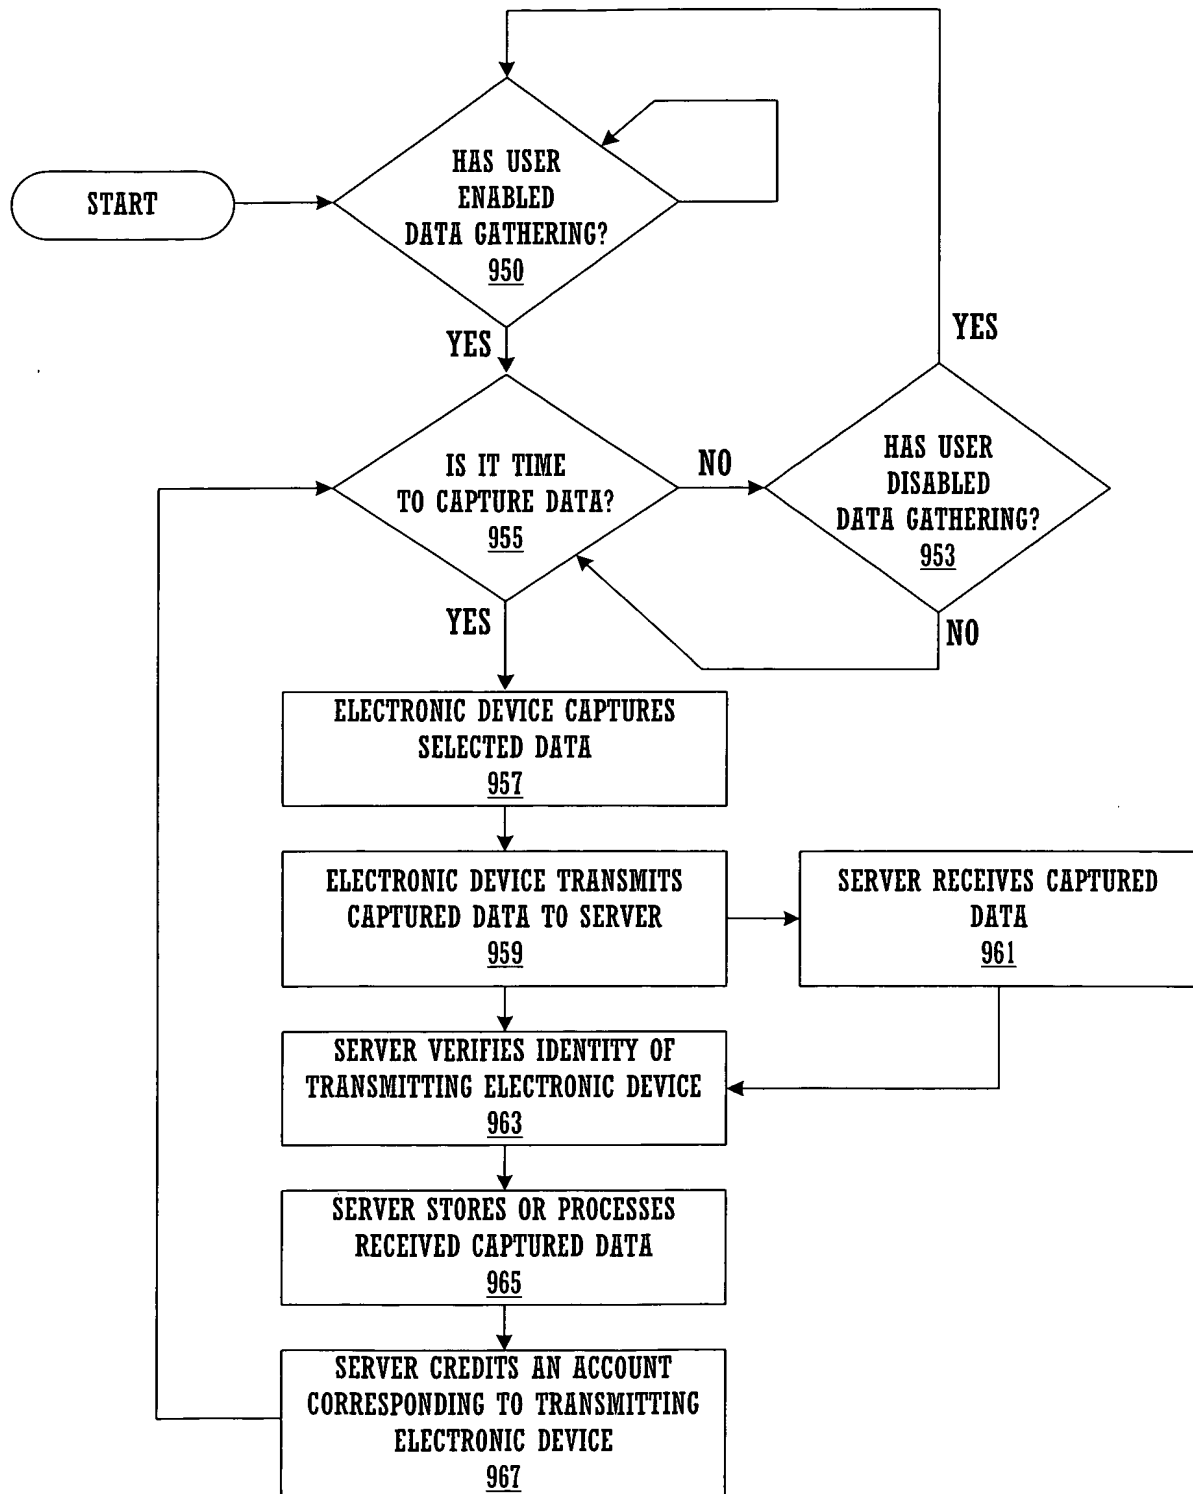 START
HAS USER
ENABLED
DATA GATHERING?
950
YES
IS IT TIME
TO CAPTURE DATA?
955
NO
HAS USER
DISABLED
DATA GATHERING?
953
YES
NO
YES
ELECTRONIC DEVICE CAPTURES
SELECTED DATA
957
ELECTRONIC DEVICE TRANSMITS
CAPTURED DATA TO SERVER
959
SERVER RECEIVES CAPTURED
DATA
961
SERVER VERIFIES IDENTITY OF
TRANSMITTING ELECTRONIC DEVICE
963
SERVER STORES OR PROCESSES
RECEIVED CAPTURED DATA
965
SERVER CREDITS AN ACCOUNT
CORRESPONDING TO TRANSMITTING
ELECTRONIC DEVICE
967